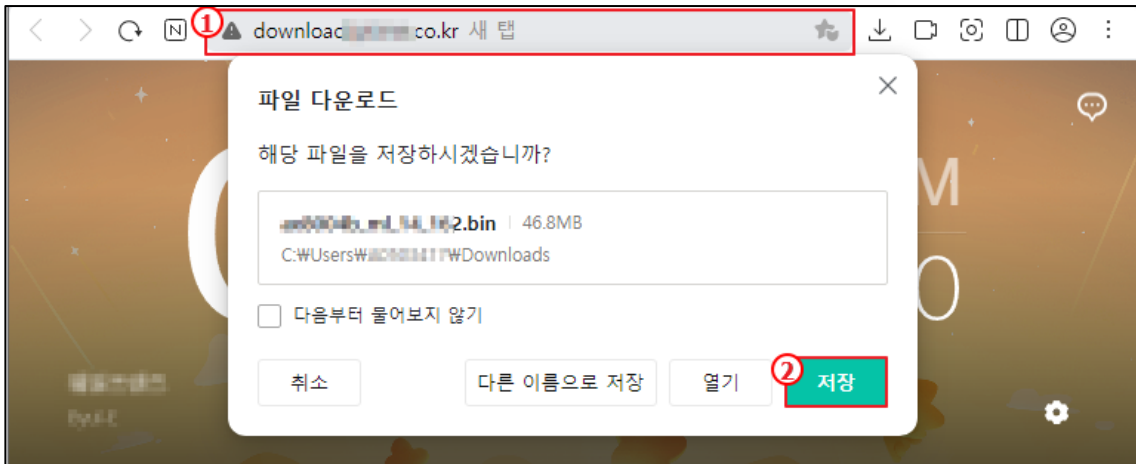 ① download co.kr 새 탭
파일 다운로드
해당 파일을 저장하시겠습니까?
2.bin 46.8MB
C:₩Users₩ ₩Downloads
다음부터 물어보지 않기
취소 다른 이름으로 저장 열기 ② 저장
M
O